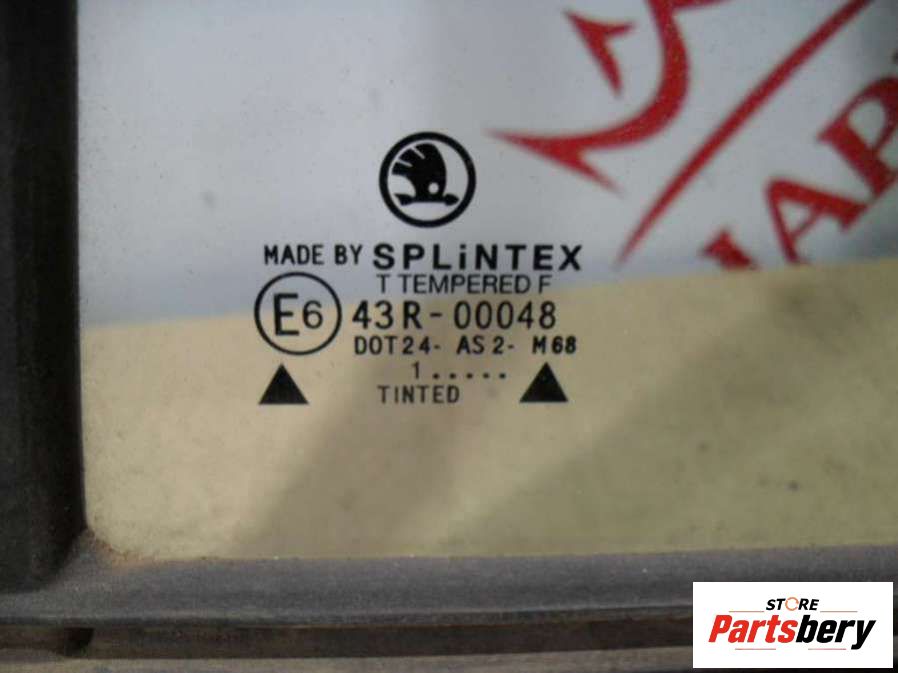 MADE BY SPLiNTEX
T TEMPERED F
E6 43R-00048
DOT24- AS2- M68
1.....
TINTED
STORE
Partsbery